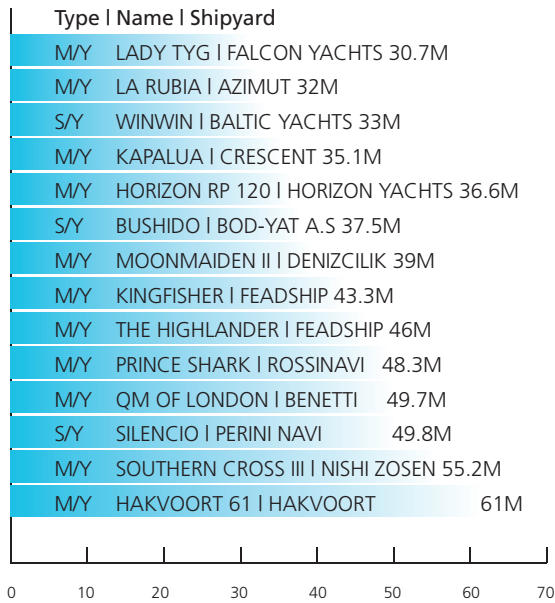 Type | Name | Shipyard
M/Y LADY TYG | FALCON YACHTS 30.7M
M/Y LA RUBIA | AZIMUT 32M
S/Y WINWIN | BALTIC YACHTS 33M
M/Y KAPALUA | CRESCENT 35.1M
M/Y HORIZON RP 120 | HORIZON YACHTS 36.6M
S/Y BUSHIDO | BOD-YAT A.S 37.5M
M/Y MOONMAIDEN II | DENIZCILIK 39M
M/Y KINGFISHER | FEADSHIP 43.3M
M/Y THE HIGHLANDER | FEADSHIP 46M
M/Y PRINCE SHARK | ROSSINAVI 48.3M
M/Y QM OF LONDON | BENETTI 49.7M
S/Y SILENCIO | PERINI NAVI 49.8M
M/Y SOUTHERN CROSS III | NISHI ZOSEN 55.2M
M/Y HAKVOORT 61 | HAKVOORT 61M
0 10 20 30 40 50 60 70